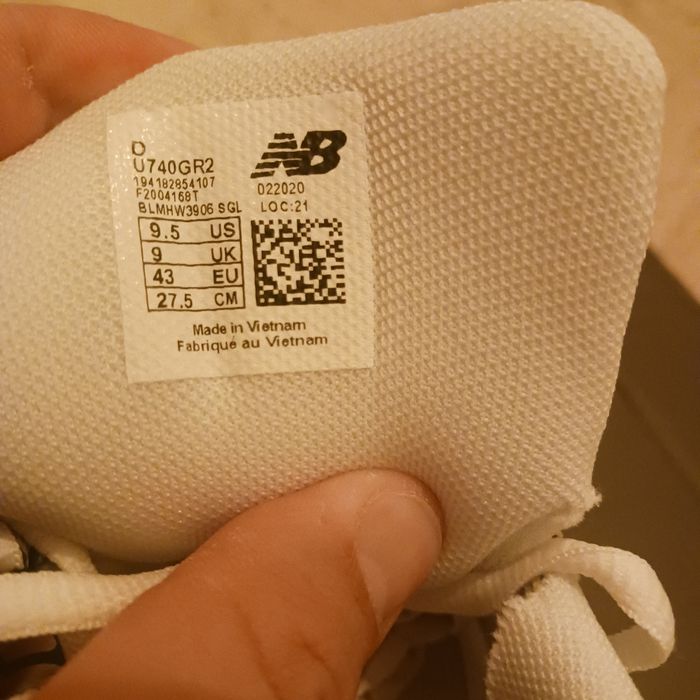 D
U740GR2
194182854107
F2004168T
BLMHW3906 SGL
NB
022020
LOC:21
9.5 US
9 UK
43 EU
27.5 CM
Made in Vietnam
Fabriqué au Vietnam